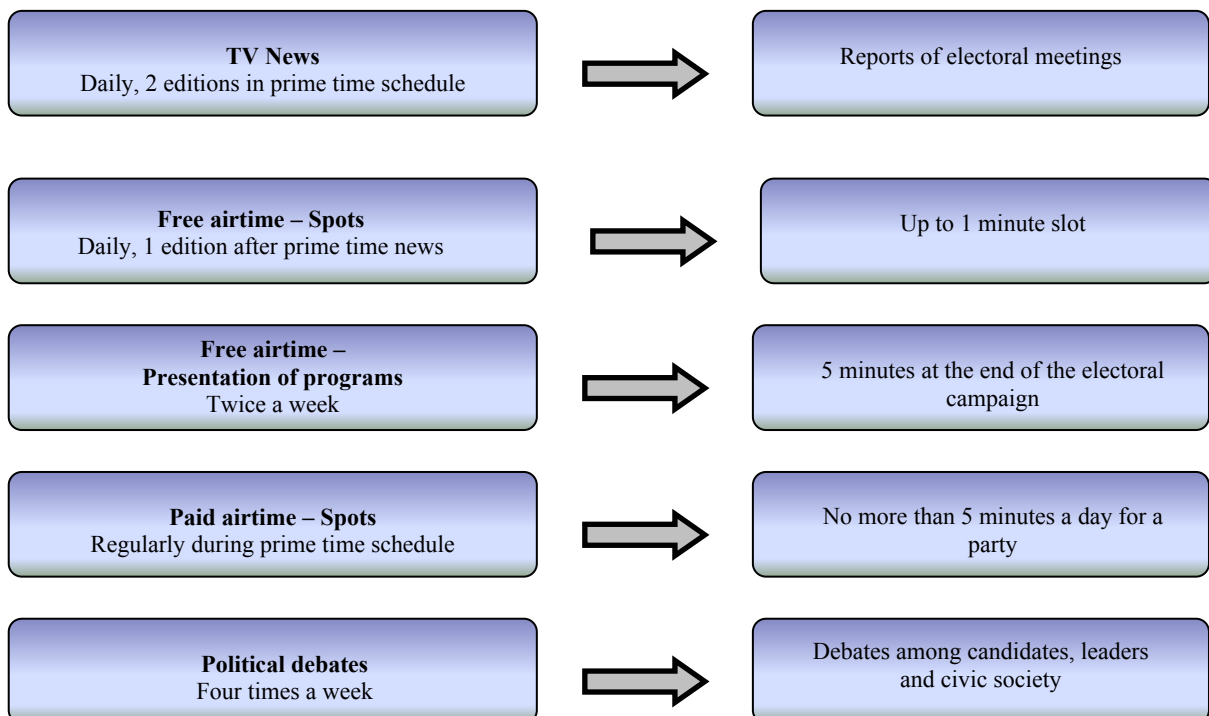 TV News
Daily, 2 editions in prime time schedule
Reports of electoral meetings
Free airtime – Spots
Daily, 1 edition after prime time news
Up to 1 minute slot
Free airtime –
Presentation of programs
Twice a week
5 minutes at the end of the electoral
campaign
Paid airtime – Spots
Regularly during prime time schedule
No more than 5 minutes a day for a
party
Political debates
Four times a week
Debates among candidates, leaders
and civic society